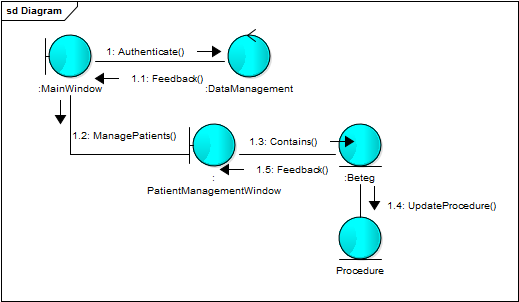 sd Diagram
1: Authenticate()
1.1: Feedback()
:MainWindow
:DataManagement
1.2: ManagePatients()
1.3: Contains()
1.5: Feedback()
:
PatientManagementWindow
:Beteg
1.4: UpdateProcedure()
Procedure